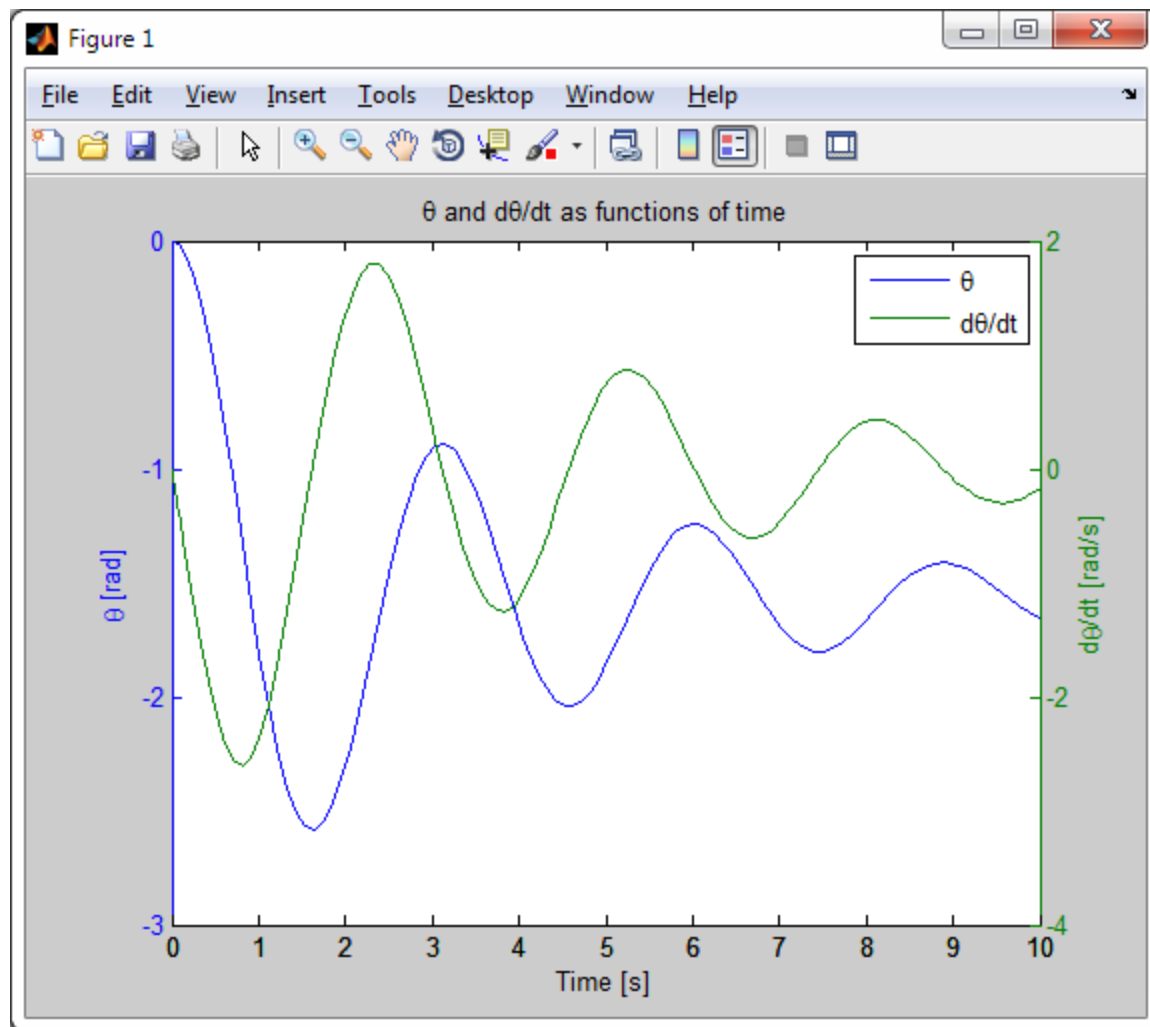 Figure 1
File Edit View Insert Tools Desktop Window Help
θ and dθ/dt as functions of time
0
-1
-2
-3
θ [rad]
2
0
-2
-4
dθ/dt [rad/s]
θ
dθ/dt
0 1 2 3 4 5 6 7 8 9 10
Time [s]